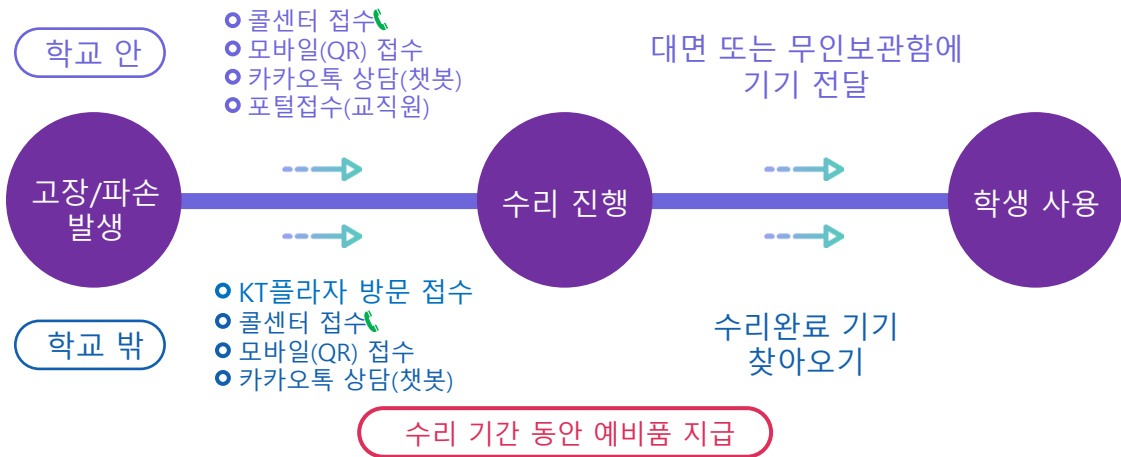 학교 안
콜센터 접수
모바일(QR) 접수
카카오톡 상담(챗봇)
포털접수(교직원)
대면 또는 무인보관함에
기기 전달
고장/파손
발생
수리 진행
학생 사용
학교 밖
KT플라자 방문 접수
콜센터 접수
모바일(QR) 접수
카카오톡 상담(챗봇)
수리완료 기기
찾아오기
수리 기간 동안 예비품 지급